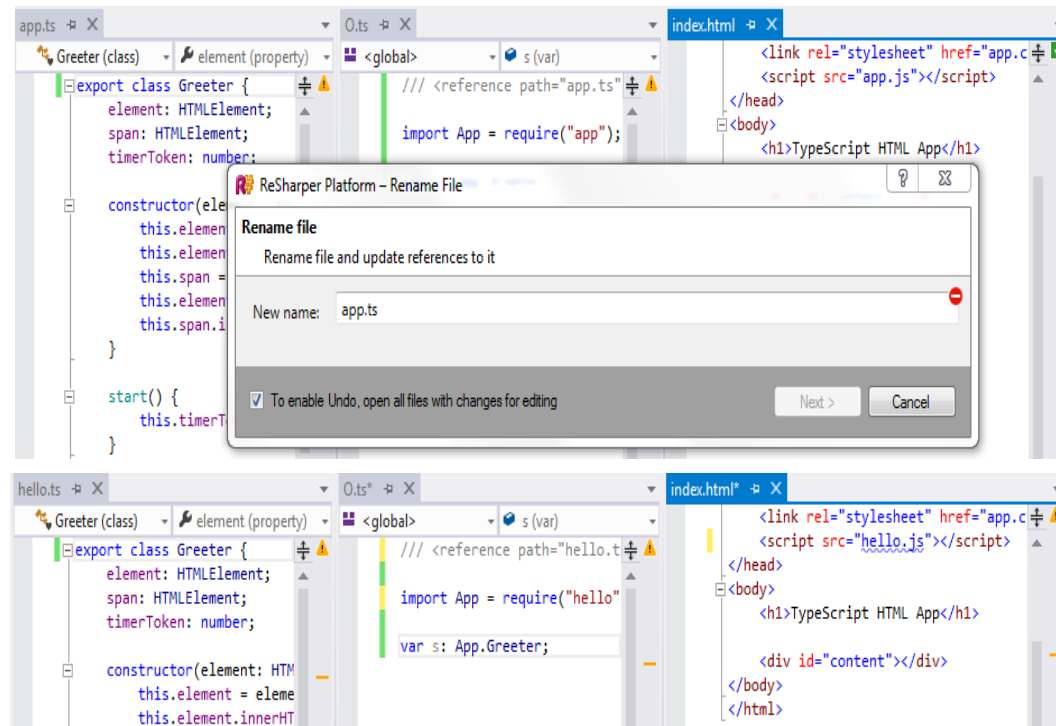 app.ts
Greeter (class) element (property)
export class Greeter {
element: HTMLElement;
span: HTMLElement;
timerToken: number;
constructor(ele
this.elemen
this.elemen
this.span =
this.elemen
this.span.i
}
start() {
this.timerT
}
O.ts
<global> s (var)
/// <reference path="app.ts"
import App = require("app");
index.html
<link rel="stylesheet" href="app.c
<script src="app.js"></script>
</head>
<body>
<h1>TypeScript HTML App</h1>
ReSharper Platform – Rename File
Rename file
Rename file and update references to it
New name: app.ts
To enable Undo, open all files with changes for editing
Next > Cancel
hello.ts
Greeter (class) element (property)
export class Greeter {
element: HTMLElement;
span: HTMLElement;
timerToken: number;
constructor(element: HTM
this.element = eleme
this.element.innerHT
O.ts*
<global> s (var)
/// <reference path="hello.t
import App = require("hello"
var s: App.Greeter;
index.html*
<link rel="stylesheet" href="app.c
<script src="hello.js"></script>
</head>
<body>
<h1>TypeScript HTML App</h1>
<div id="content"></div>
</body>
</html>